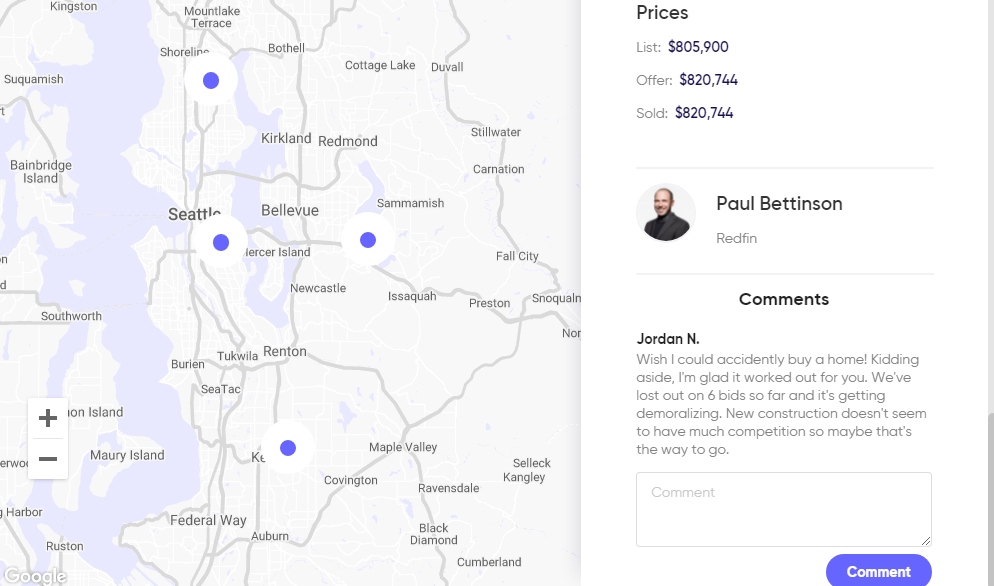 Kingston
Mountlake
Terrace
Bothell
Shoreline
Cottage Lake
Duvall
Suquamish
Stillwater
Kirkland
Redmond
Bainbridge
Island
Carnation
Sammamish
Seattle
Bellevue
ercer Island
Fall City
Newcastle
Issaquah
Preston
Snoqualm
Southworth
Nor
Burien
Tukwila
Renton
SeaTac
on Island
Maury Island
Ke
Maple Valley
Covington
Selleck
Kangley
Ravensdale
g Harbor
Federal Way
Auburn
Black
Diamond
Ruston
Cumberland
Google
Prices
List: $805,900
Offer: $820,744
Sold: $820,744
Paul Bettinson
Redfin
Comments
Jordan N.
Wish I could accidently buy a home! Kidding
aside, I'm glad it worked out for you. We've
lost out on 6 bids so far and it's getting
demoralizing. New construction doesn't seem
to have much competition so maybe that's
the way to go.
Comment
Comment